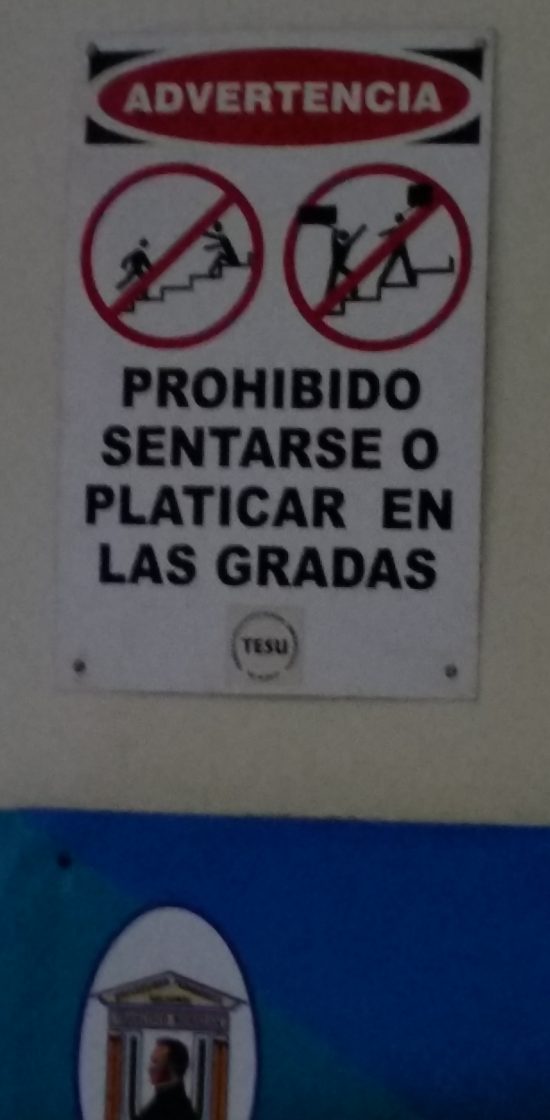 ADVERTENCIA
PROHIBIDO
SENTARSE O
PLATICAR EN
LAS GRADAS
TESU